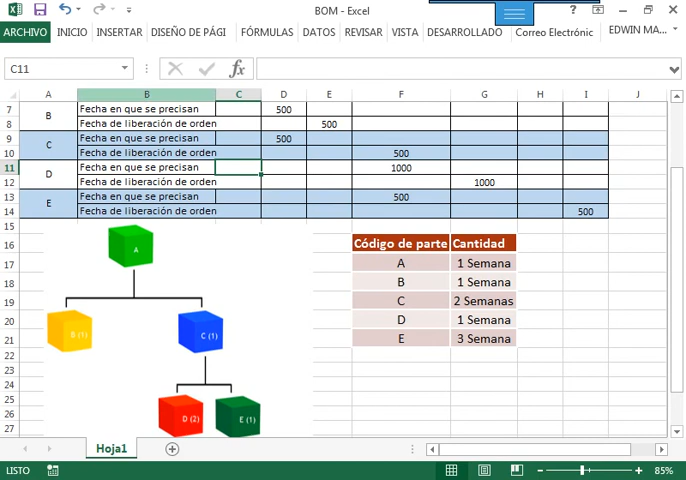 BOM - Excel
?
ARCHIVO INICIO INSERTAR DISEÑO DE PÁGI FÓRMULAS DATOS REVISAR VISTA DESARROLLADO Correo Electrónic EDWIN MA...
C11 fx
A B C D E F G H I J
7 B Fecha en que se precisan 500
8 Fecha de liberación de orden 500
9 C Fecha en que se precisan 500
10 Fecha de liberación de orden 500
11 D Fecha en que se precisan 1000
12 Fecha de liberación de orden 1000
13 E Fecha en que se precisan 500
14 Fecha de liberación de orden 500
15
16 Código de parte Cantidad
17 A 1 Semana
18 B 1 Semana
19 C 2 Semanas
20 D 1 Semana
21 E 3 Semana
22
23
24
25
26
27
A
B (1) C (1)
D (2) E (1)
Hoja1
LISTO 85%